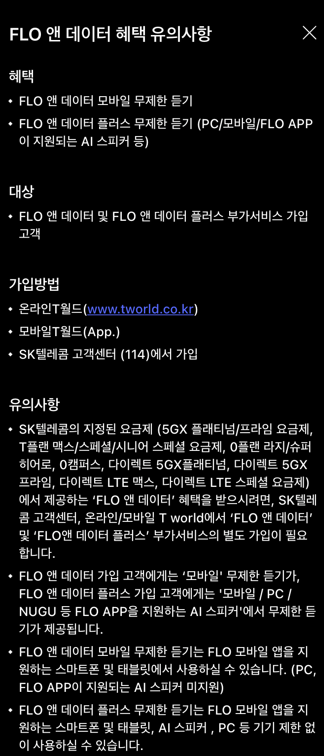 FLO 앤 데이터 혜택 유의사항
혜택
• FLO 앤 데이터 모바일 무제한 듣기
• FLO 앤 데이터 플러스 무제한 듣기 (PC/모바일/FLO APP
이 지원되는 AI 스피커 등)
대상
• FLO 앤 데이터 및 FLO 앤 데이터 플러스 부가서비스 가입
고객
가입방법
• 온라인T월드(www.tworld.co.kr)
• 모바일T월드(App.)
• SK텔레콤 고객센터 (114)에서 가입
유의사항
• SK텔레콤의 지정된 요금제 (5GX 플래티넘/프라임 요금제,
T플랜 맥스/스페셜/시니어 스페셜 요금제, 0플랜 라지/슈퍼
히어로, 0캠퍼스, 다이렉트 5GX플래티넘, 다이렉트 5GX
프라임, 다이렉트 LTE 맥스, 다이렉트 LTE 스페셜 요금제)
에서 제공하는 ‘FLO 앤 데이터’ 혜택을 받으시려면, SK텔레
콤 고객센터, 온라인/모바일 T world에서 ‘FLO 앤 데이터’
및 ‘FLO앤 데이터 플러스’ 부가서비스의 별도 가입이 필요
합니다.
• FLO 앤 데이터 가입 고객에게는 ‘모바일' 무제한 듣기가,
FLO 앤 데이터 플러스 가입 고객에게는 '모바일 / PC /
NUGU 등 FLO APP을 지원하는 AI 스피커'에서 무제한 듣
기가 제공됩니다.
• FLO 앤 데이터 모바일 무제한 듣기는 FLO 모바일 앱을 지
원하는 스마트폰 및 태블릿에서 사용하실 수 있습니다. (PC,
FLO APP이 지원되는 AI 스피커 미지원)
• FLO 앤 데이터 플러스 무제한 듣기는 FLO 모바일 앱을 지
원하는 스마트폰 및 태블릿, AI 스피커 , PC 등 기기 제한 없
이 사용하실 수 있습니다.